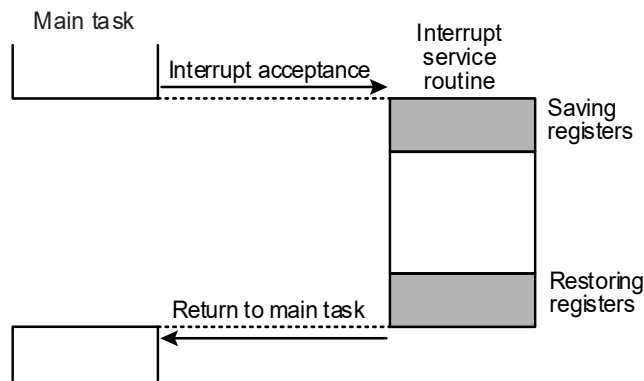 Main task
Interrupt acceptance
Interrupt
service
routine
Saving
registers
Restoring
registers
Return to main task